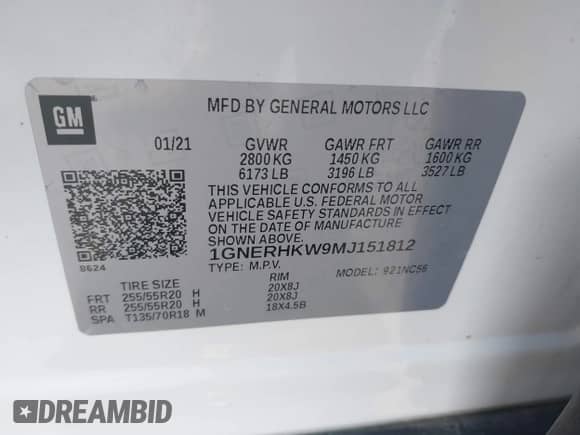 GM
MFD BY GENERAL MOTORS LLC
01/21 GVWR GAWR FRT GAWR RR
2800 KG 1450 KG 1600 KG
6173 LB 3196 LB 3527 LB
THIS VEHICLE CONFORMS TO ALL
APPLICABLE U.S. FEDERAL MOTOR
VEHICLE SAFETY STANDARDS IN EFFECT
ON THE DATE OF MANUFACTURE
SHOWN ABOVE.
1GNERHKW9MJ151812
8624
TYPE: M.P.V. MODEL: 921NC56
TIRE SIZE RIM
FRT 255/55R20 H 20X8J
RR 255/55R20 H 20X8J
SPA T135/70R18 M 18X4.5B
DREAMBID